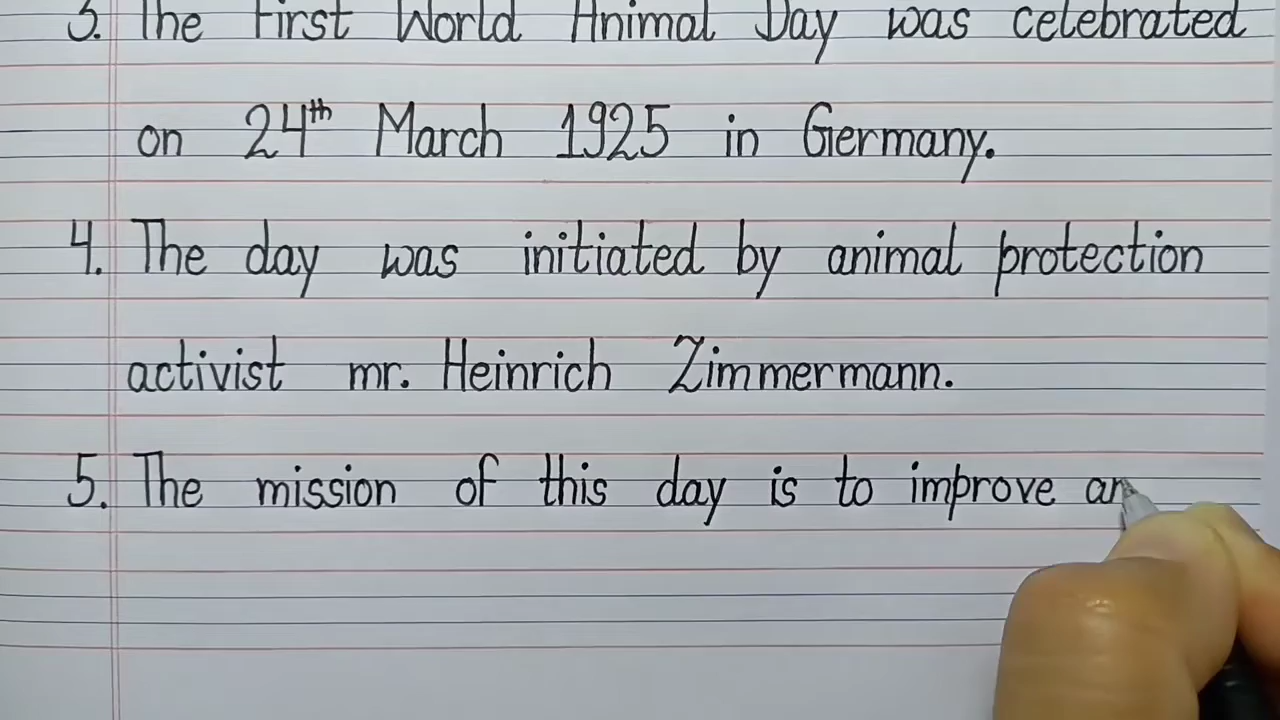 3. The First World Animal Day was celebrated
on 24th March 1925 in Germany.
4. The day was initiated by animal protection
activist mr. Heinrich Zimmermann.
5. The mission of this day is to improve an